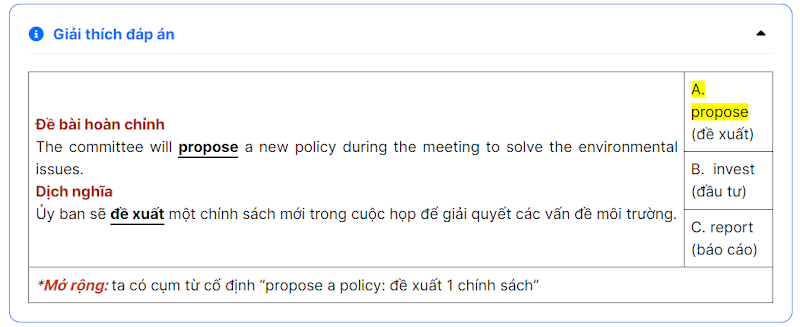 Giải thích đáp án
Đề bài hoàn chỉnh
The committee will propose a new policy during the meeting to solve the environmental
issues.
Dịch nghĩa
Ủy ban sẽ đề xuất một chính sách mới trong cuộc họp để giải quyết các vấn đề môi trường.
A.
propose
(đề xuất)
B. invest
(đầu tư)
C. report
(báo cáo)
*Mở rộng: ta có cụm từ cố định “propose a policy: đề xuất 1 chính sách”